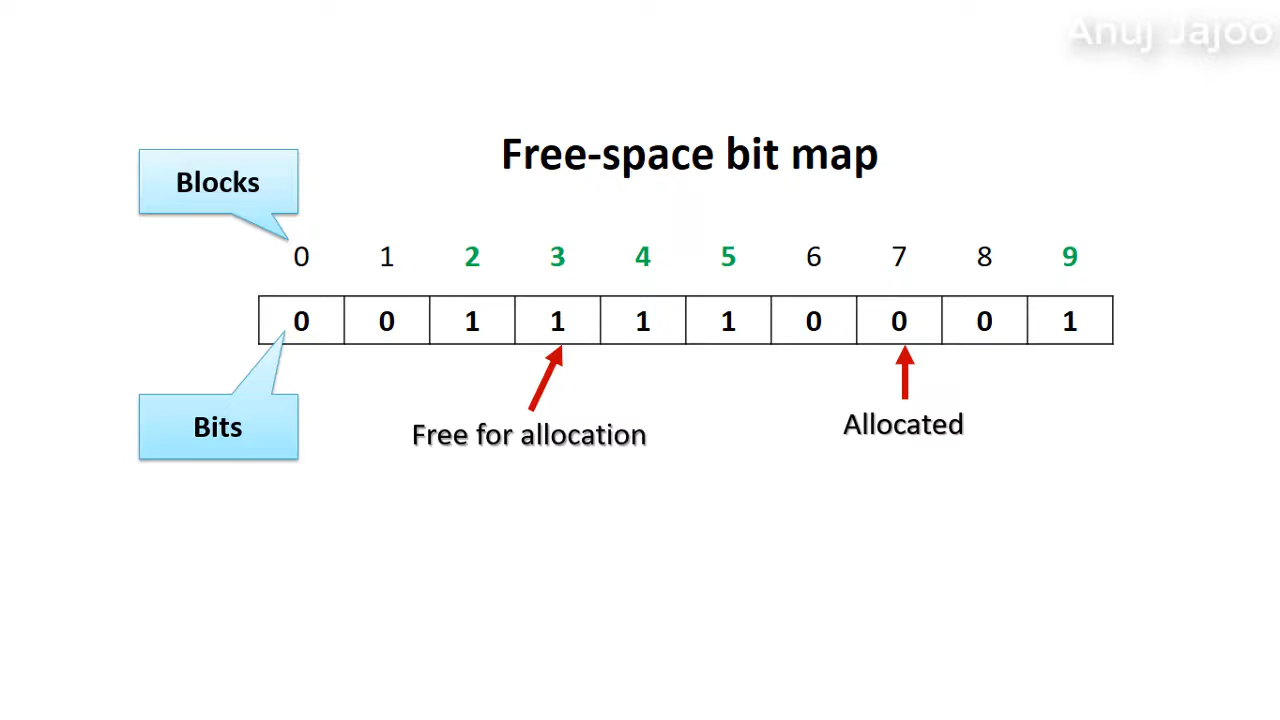 Anuj Jajoo
Free-space bit map
Blocks
0 1 2 3 4 5 6 7 8 9
0 0 1 1 1 1 0 0 0 1
Bits
Free for allocation
Allocated